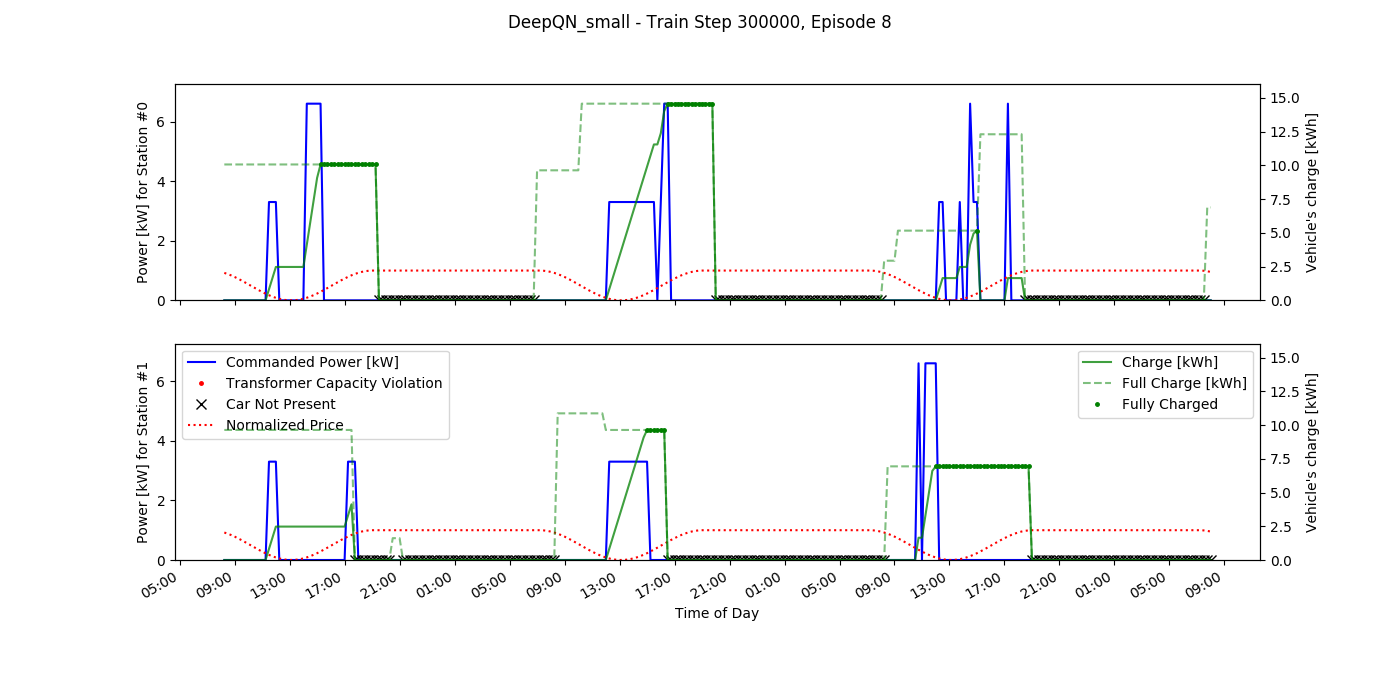 DeepQN_small - Train Step 300000, Episode 8
Power [kW] for Station #0
6
4
2
0
15.0
12.5
10.0
7.5
5.0
2.5
0.0
Vehicle's charge [kWh]
Power [kW] for Station #1
6
4
2
0
Commanded Power [kW]
Transformer Capacity Violation
Car Not Present
Normalized Price
Charge [kWh]
Full Charge [kWh]
Fully Charged
15.0
12.5
10.0
7.5
5.0
2.5
0.0
Vehicle's charge [kWh]
05:00 09:00 13:00 17:00 21:00 01:00 05:00 09:00 13:00 17:00 21:00 01:00 05:00 09:00 13:00 17:00 21:00 01:00 05:00 09:00
Time of Day